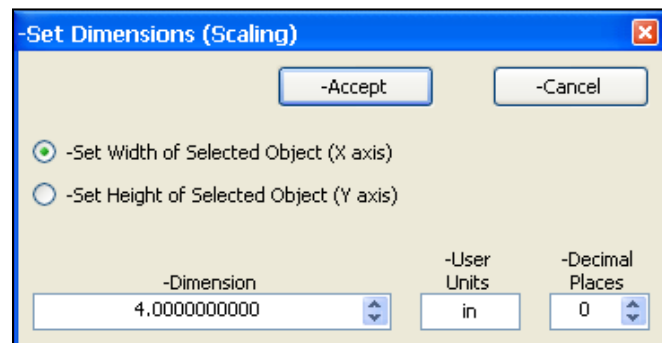 -Set Dimensions (Scaling)
-Accept
-Cancel
-Set Width of Selected Object (X axis)
-Set Height of Selected Object (Y axis)
-Dimension
-User Units
-Decimal Places
4.0000000000
in
0